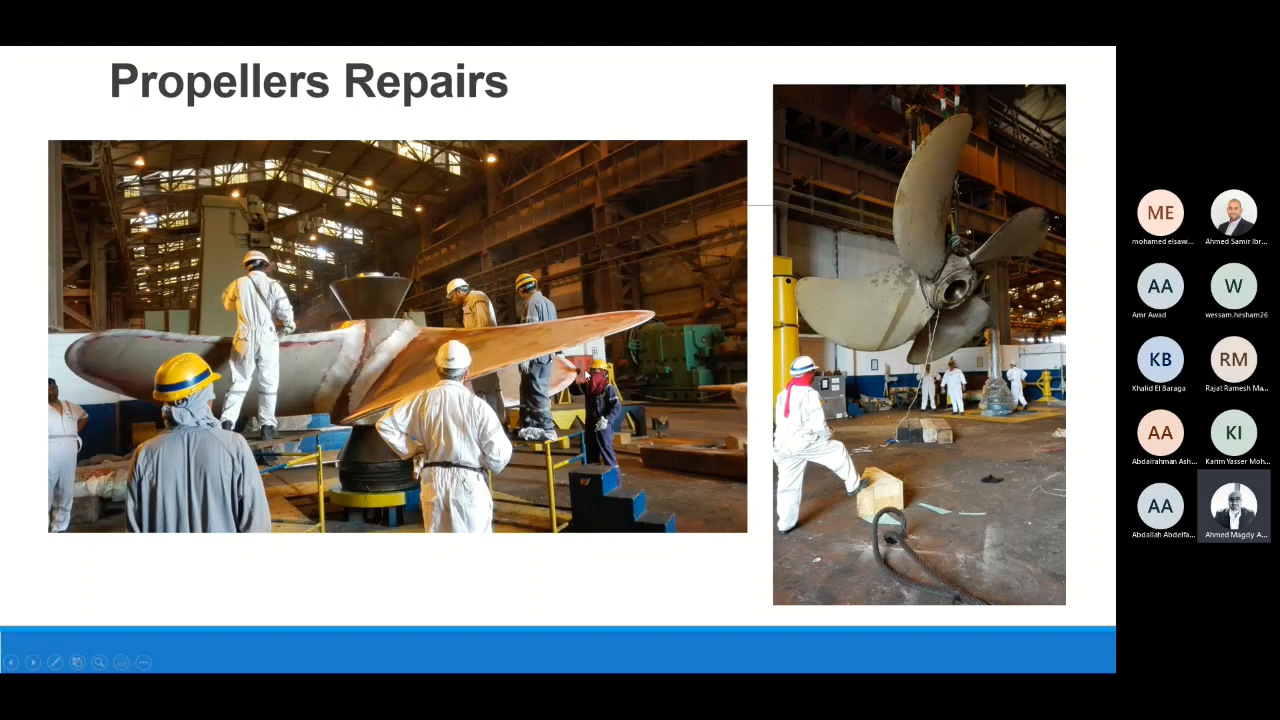 Propellers Repairs
ME
mohamed elsaw...
Ahmed Samir Ibr...
AA
Amr Awad
W
wessam.hesham26
KB
Khalid El Baraga
RM
Rajat Ramesh Ma...
AA
Abdalrahman Ash...
KI
Karim Yasser Moh...
AA
Abdallah Abdelfa...
Ahmed Magdy A...